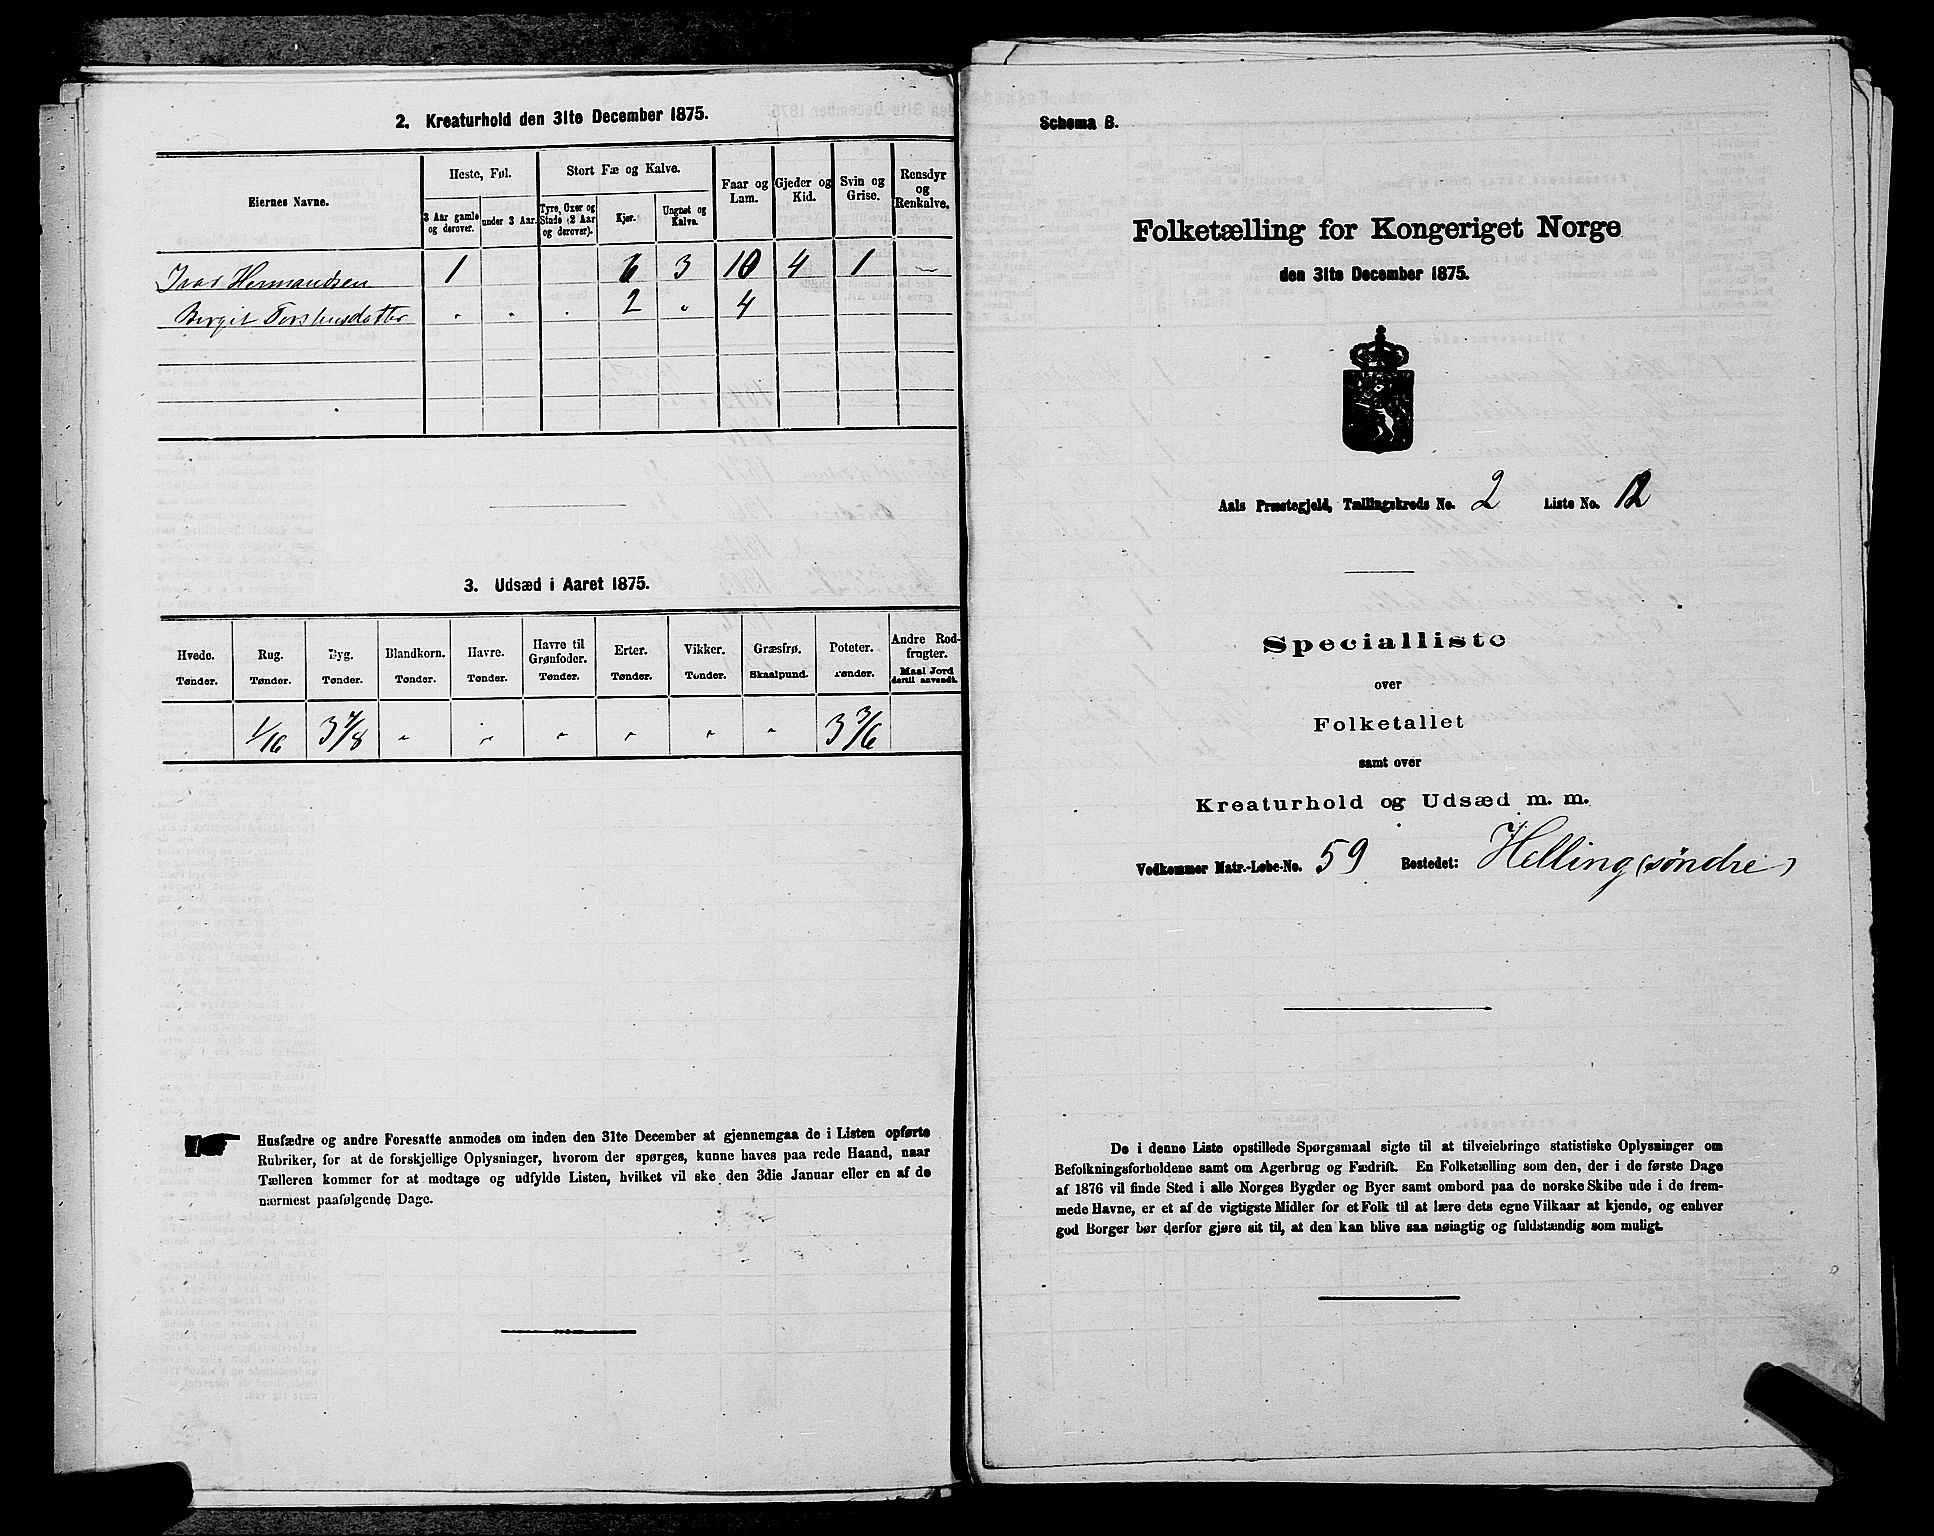 2. Kreaturhold den 31te December 1875.
Eiernes Navne.
Heste, Føl.
3 Aar gamle og derover.
under 3 Aar.
Stort Fæ og Kalve.
Tyre, Oxer og Stude (2 Aar og derover).
Kjør.
Ungnøt og Kalve.
Faar og Lam.
Gjeder og Kid.
Svin og Grise.
Rensdyr og Renkalve.
Ivar Hermandsen 1 6 3 10 4 1
Birgit 2 " 4
3. Udsæd i Aaret 1875.
Hvede. Rug. Byg. Blandkorn. Havre. Havre til Grønfoder. Erter. Vikker. Græsfrø. Poteter. Andre Rodfrugter.
Tønder. Tønder. Tønder. Tønder. Tønder. Tønder. Tønder. Tønder. Skaalpund. Tønder. Maal Jord dertil anvendt.
1/16 3 7/8 " " " " " " 3 3/6
Husfædre og andre Foresatte anmodes om inden den 31te December at gjennemgaa de i Listen opførte
Rubriker, for at de forskjellige Oplysninger, hvorom der spørges, kunne haves paa rede Haand, naar
Tælleren kommer for at modtage og udfylde Listen, hvilket vil ske den 3die Januar eller en af de
nærmest paafølgende Dage.
Schema B.
Folketælling for Kongeriget Norge
den 31te December 1875.
Aals Præstegjeld, Tællingskreds No. 2 Liste No. 12
Specialliste
over
Folketallet
samt over
Kreaturhold og Udsæd m. m.
Vedkommer Matr.-Løbe-No. 59 Bostedet: Helling (søndre)
De i denne Liste opstillede Spørgsmaal sigte til at tilveiebringe statistiske Oplysninger om
Befolkningsforholdene samt om Agerbrug og Fædrift. En Folketælling som den, der i de første Dage
af 1876 vil finde Sted i alle Norges Bygder og Byer samt ombord paa de norske Skibe ude i de frem-
mede Havne, er et af de vigtigste Midler for et Folk til at lære dets egne Vilkaar at kjende, og enhver
god Borger bør derfor gjøre sit til, at den kan blive saa nøiagtig og fuldstændig som muligt.